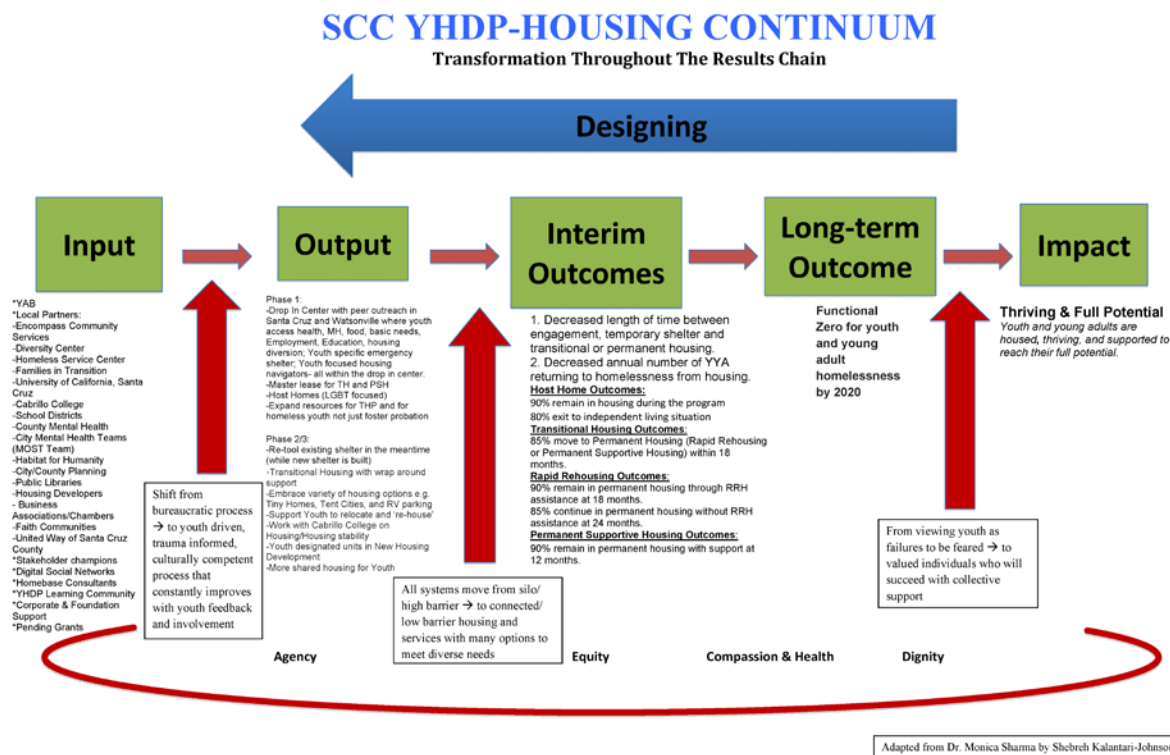 SCC YHDP-HOUSING CONTINUUM
Transformation Throughout The Results Chain
Designing
Input
*YAB
*Local Partners:
-Encompass Community
Services
-Diversity Center
-Homeless Service Center
-Families in Transition
-University of California, Santa
Cruz
-Cabrillo College
-School Districts
-County Mental Health
-City Mental Health Teams
(MOST Team)
-Habitat for Humanity
-City/County Planning
-Public Libraries
-Housing Developers
- Business
Associations/Chambers
-Faith Communities
-United Way of Santa Cruz
County
*Stakeholder champions
*Digital Social Networks
*Homebase Consultants
*YHDP Learning Community
*Corporate & Foundation
Support
*Pending Grants
Shift from
bureaucratic process
→ to youth driven,
trauma informed,
culturally competent
process that
constantly improves
with youth feedback
and involvement
Output
Phase 1:
-Drop In Center with peer outreach in
Santa Cruz and Watsonville where youth
access health, MH, food, basic needs,
Employment, Education, housing
diversion; Youth specific emergency
shelter; Youth focused housing
navigators- all within the drop in center.
-Master lease for TH and PSH
-Host Homes (LGBT focused)
-Expand resources for THP and for
homeless youth not just foster probation
Phase 2/3:
-Re-tool existing shelter in the meantime
(while new shelter is built)
-Transitional Housing with wrap around
support
-Embrace variety of housing options e.g.
Tiny Homes, Tent Cities, and RV parking
-Support Youth to relocate and 're-house'
-Work with Cabrillo College on
Housing/Housing stability
-Youth designated units in New Housing
Development
-More shared housing for Youth
All systems move from silo/
high barrier → to connected/
low barrier housing and
services with many options to
meet diverse needs
Interim
Outcomes
1. Decreased length of time between
engagement, temporary shelter and
transitional or permanent housing.
2. Decreased annual number of YYA
returning to homelessness from housing.
Host Home Outcomes:
90% remain in housing during the program
80% exit to independent living situation
Transitional Housing Outcomes:
85% move to Permanent Housing (Rapid Rehousing
or Permanent Supportive Housing) within 18
months.
Rapid Rehousing Outcomes:
90% remain in permanent housing through RRH
assistance at 18 months.
85% continue in permanent housing without RRH
assistance at 24 months.
Permanent Supportive Housing Outcomes:
90% remain in permanent housing with support at
12 months.
Long-term
Outcome
Functional
Zero for youth
and young
adult
homelessness
by 2020
From viewing youth as
failures to be feared → to
valued individuals who will
succeed with collective
support
Impact
Thriving & Full Potential
Youth and young adults are
housed, thriving, and supported to
reach their full potential.
Agency
Equity
Compassion & Health
Dignity
Adapted from Dr. Monica Sharma by Shebreh Kalantari-Johnson